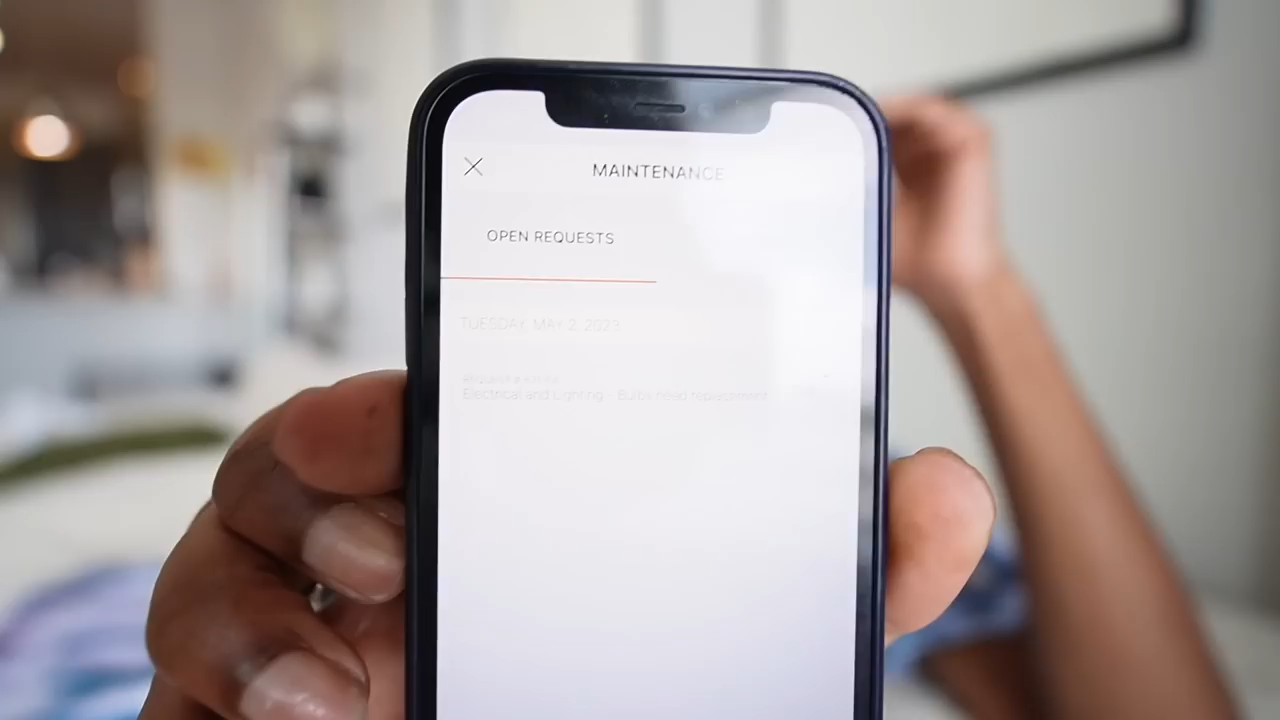 MAINTENANCE
OPEN REQUESTS
TUESDAY, MAY 2, 2023
Electrical and Lighting - Bulbs need replacement